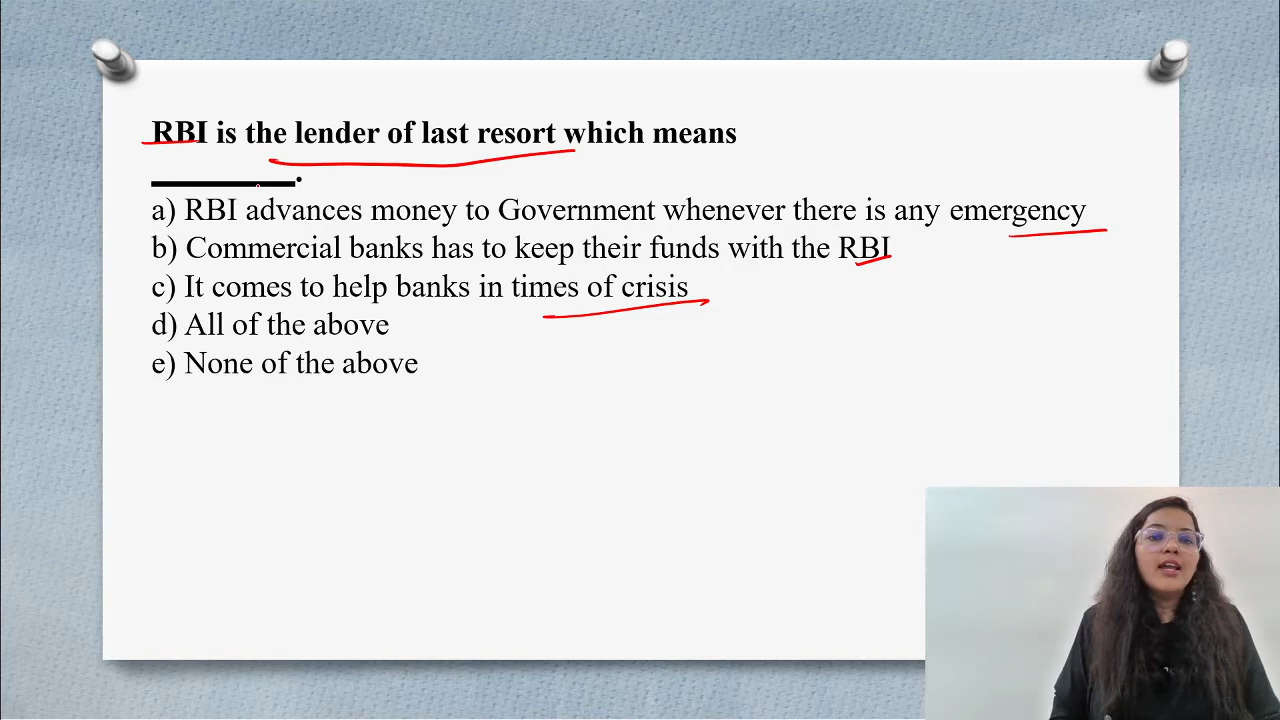 RBI is the lender of last resort which means
__________.
a) RBI advances money to Government whenever there is any emergency
b) Commercial banks has to keep their funds with the RBI
c) It comes to help banks in times of crisis
d) All of the above
e) None of the above